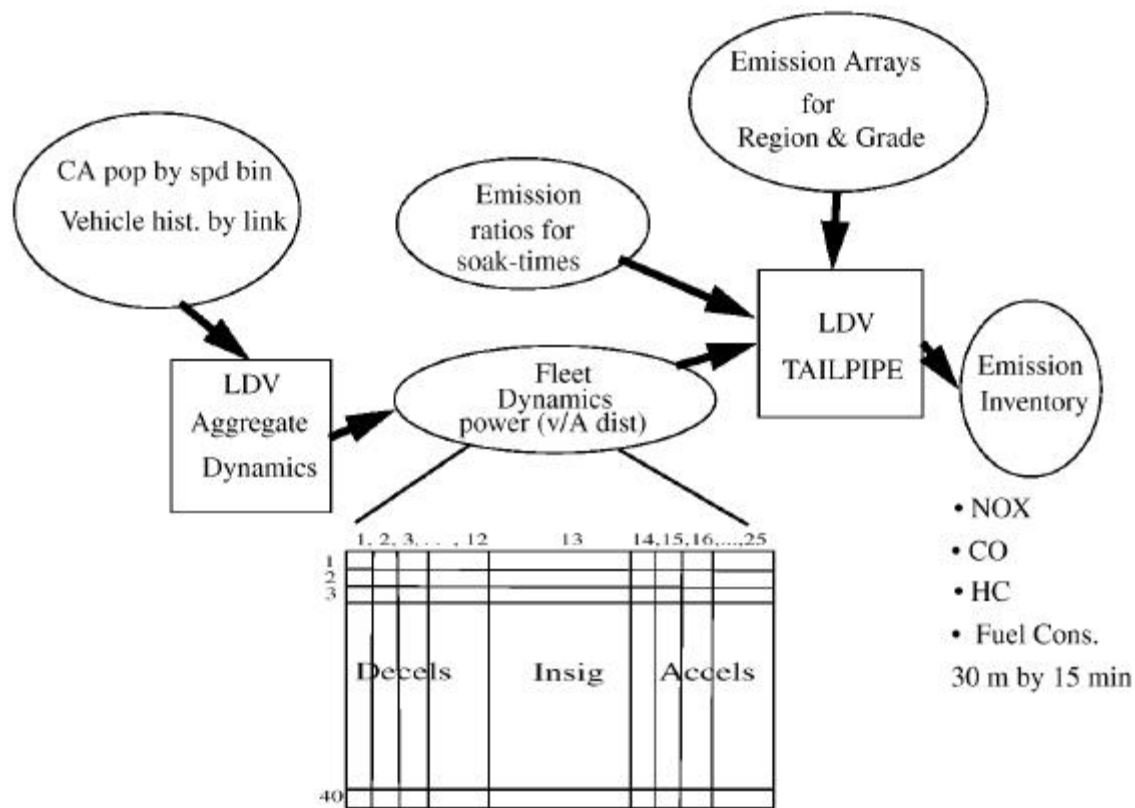 Emission Arrays
for
Region & Grade
CA pop by spd bin
Vehicle hist. by link
Emission
ratios for
soak-times
LDV
TAILPIPE
Emission
Inventory
LDV
Aggregate
Dynamics
Fleet
Dynamics
power (v/A dist)
• NOX
• CO
• HC
• Fuel Cons.
30 m by 15 min
1, 2, 3, . . . , 12 13 14,15,16,...,25
1
2
3
Decels Insig Accels
40